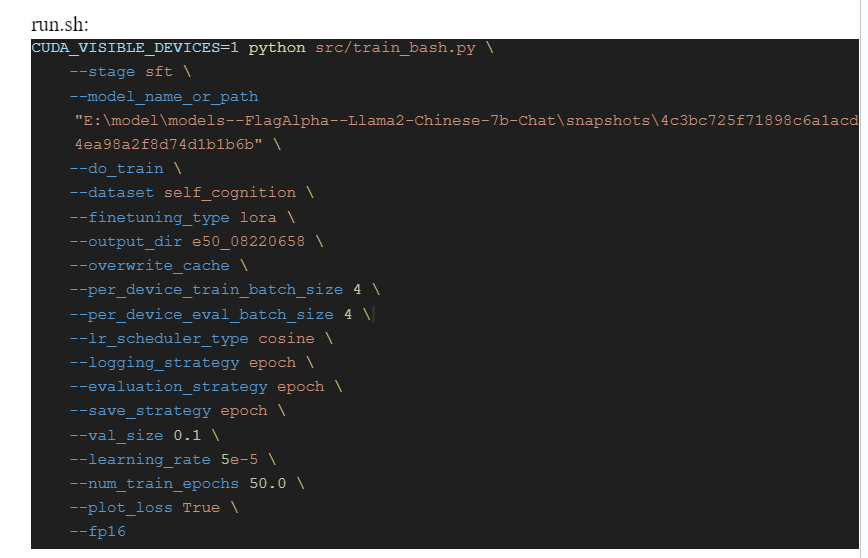 run.sh:
CUDA_VISIBLE_DEVICES=1 python src/train_bash.py \
--stage sft \
--model_name_or_path
"E:\model\models--FlagAlpha--Llama2-Chinese-7b-Chat\snapshots\4c3bc725f71898c6a1acd
4ea98a2f8d74d1b1b6b" \
--do_train \
--dataset self_cognition \
--finetuning_type lora \
--output_dir e50_08220658 \
--overwrite_cache \
--per_device_train_batch_size 4 \
--per_device_eval_batch_size 4 \
--lr_scheduler_type cosine \
--logging_strategy epoch \
--evaluation_strategy epoch \
--save_strategy epoch \
--val_size 0.1 \
--learning_rate 5e-5 \
--num_train_epochs 50.0 \
--plot_loss True \
--fp16